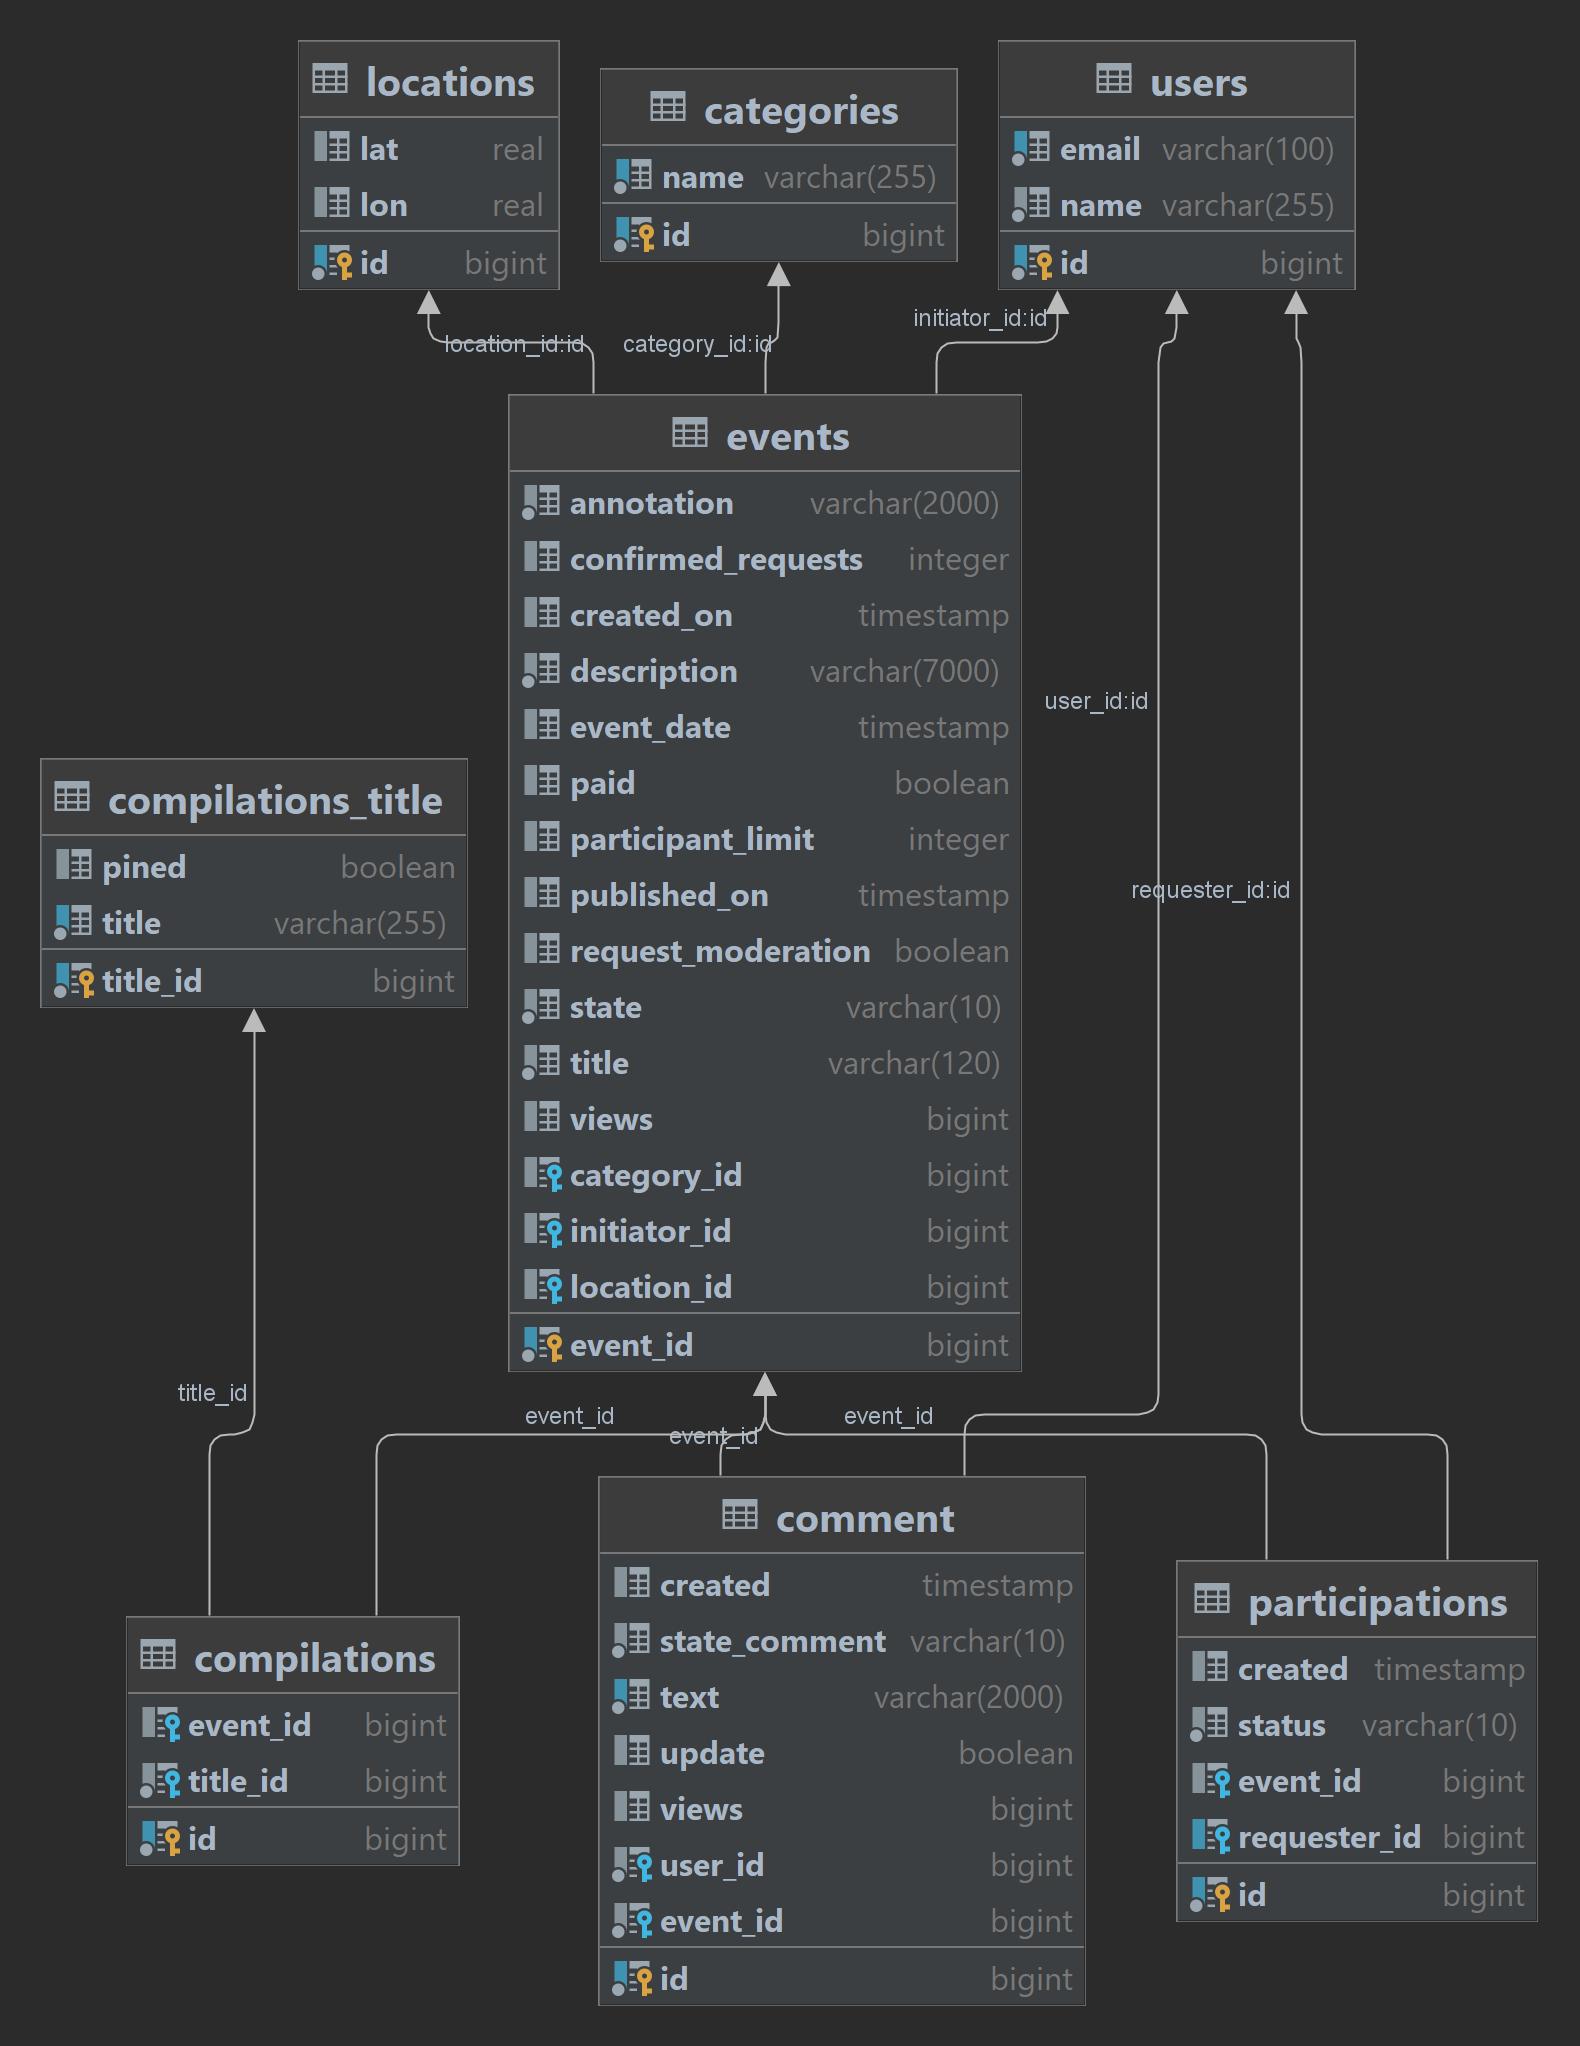 locations
lat real
lon real
id bigint
categories
name varchar(255)
id bigint
users
email varchar(100)
name varchar(255)
id bigint
location_id:id
category_id:id
initiator_id:id
events
annotation varchar(2000)
confirmed_requests integer
created_on timestamp
description varchar(7000)
event_date timestamp
paid boolean
participant_limit integer
published_on timestamp
request_moderation boolean
state varchar(10)
title varchar(120)
views bigint
category_id bigint
initiator_id bigint
location_id bigint
event_id bigint
user_id:id
requester_id:id
compilations_title
pined boolean
title varchar(255)
title_id bigint
title_id
event_id
event_id
event_id
compilations
event_id bigint
title_id bigint
id bigint
comment
created timestamp
state_comment varchar(10)
text varchar(2000)
update boolean
views bigint
user_id bigint
event_id bigint
id bigint
participations
created timestamp
status varchar(10)
event_id bigint
requester_id bigint
id bigint